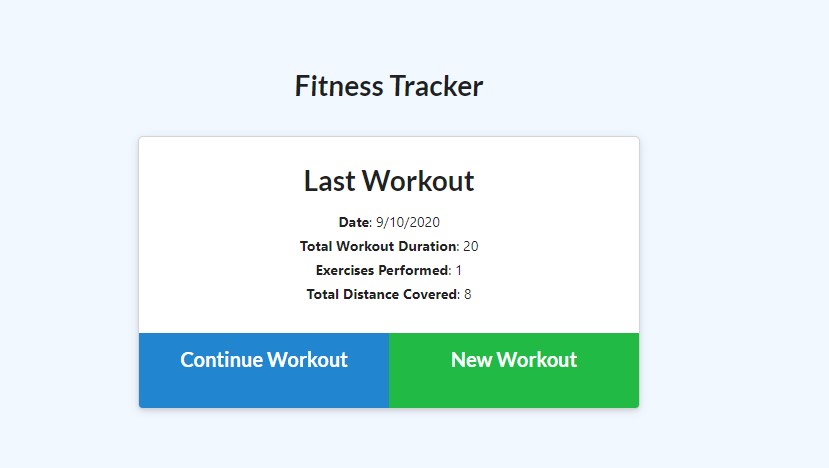 Fitness Tracker
Last Workout
Date: 9/10/2020
Total Workout Duration: 20
Exercises Performed: 1
Total Distance Covered: 8
Continue Workout
New Workout